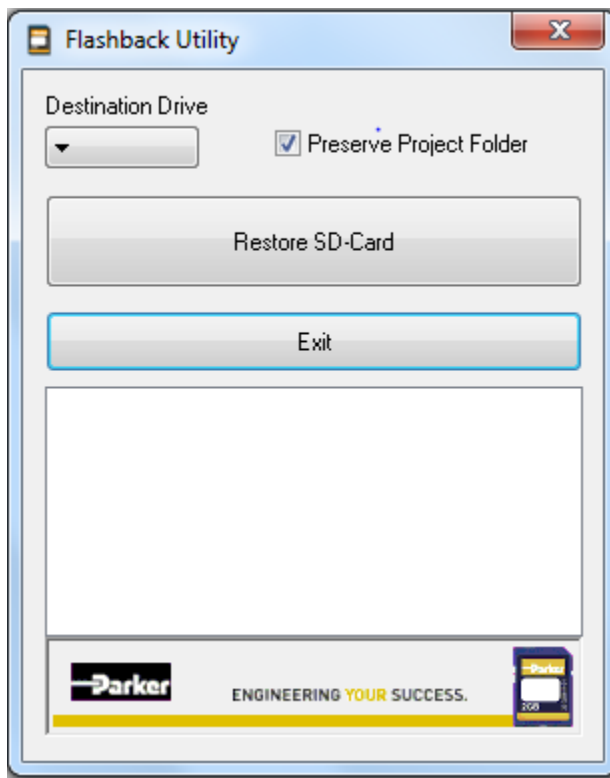 Flashback Utility
Destination Drive
Preserve Project Folder
Restore SD-Card
Exit
Parker
ENGINEERING YOUR SUCCESS.
Parker
2GB